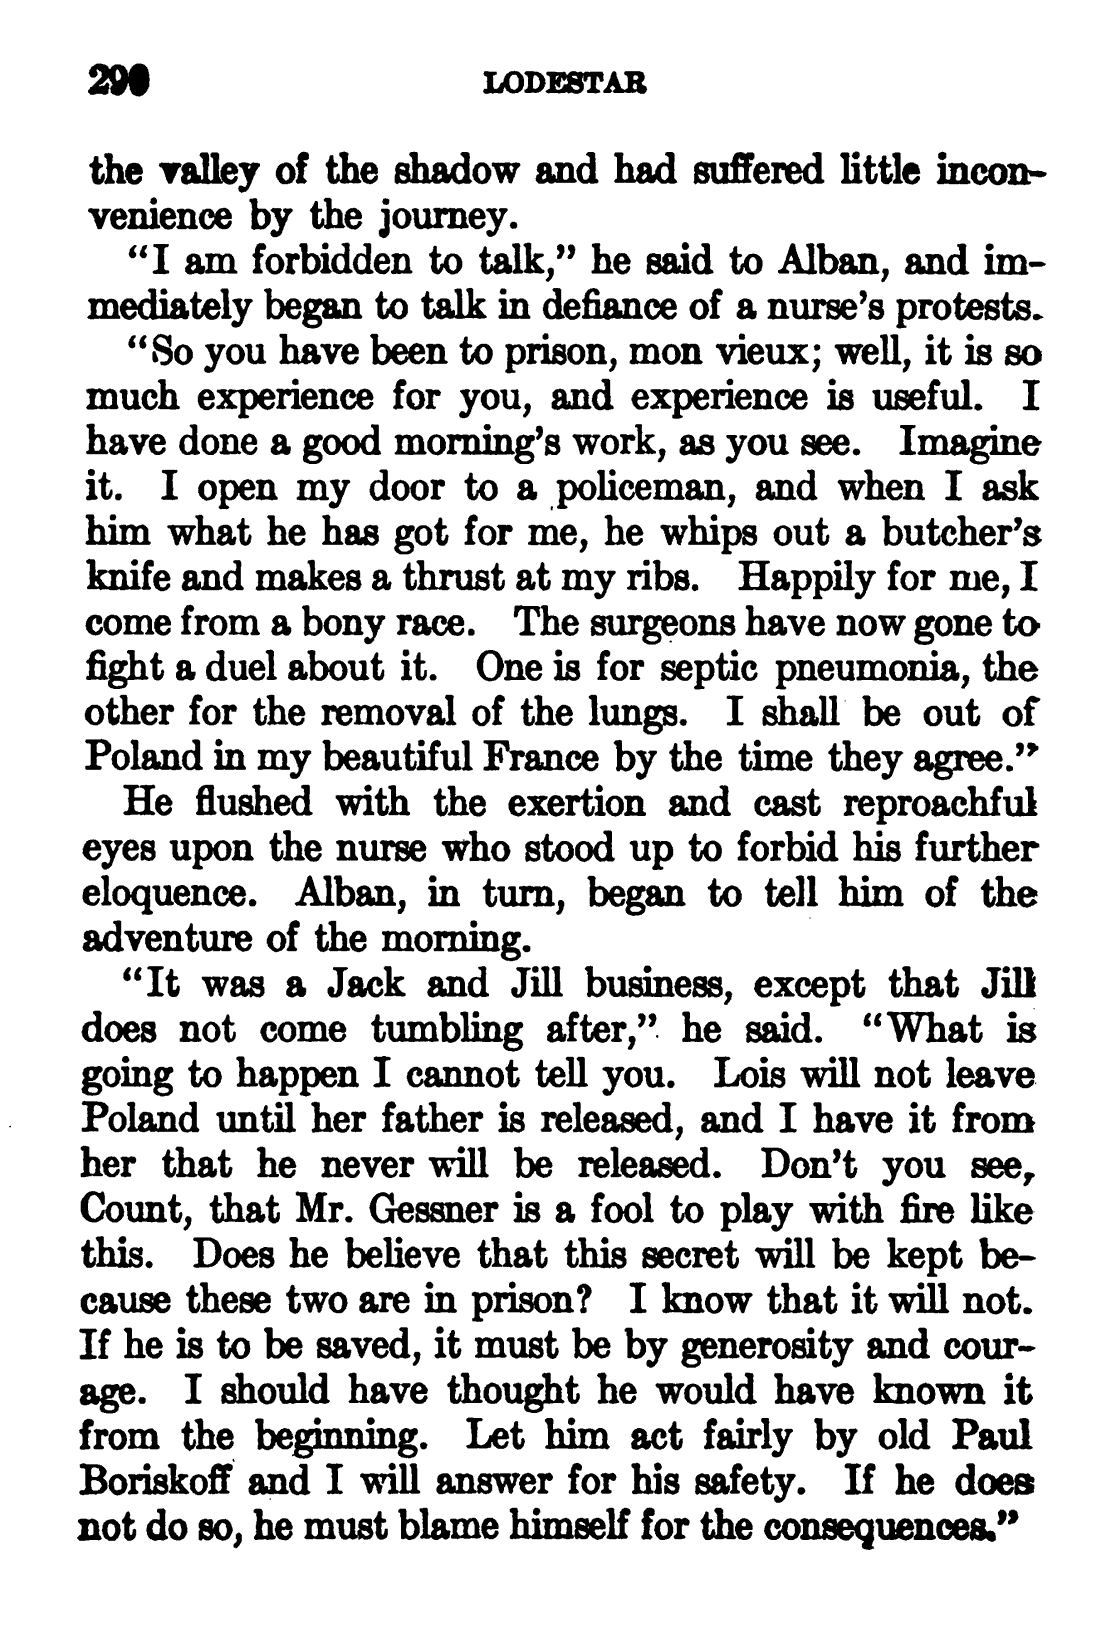 290 LODESTAR
the valley of the shadow and had suffered little incon-
venience by the journey.
"I am forbidden to talk," he said to Alban, and im-
mediately began to talk in defiance of a nurse's protests.
"So you have been to prison, mon vieux; well, it is so
much experience for you, and experience is useful. I
have done a good morning's work, as you see. Imagine
it. I open my door to a policeman, and when I ask
him what he has got for me, he whips out a butcher's
knife and makes a thrust at my ribs. Happily for me, I
come from a bony race. The surgeons have now gone to
fight a duel about it. One is for septic pneumonia, the
other for the removal of the lungs. I shall be out of
Poland in my beautiful France by the time they agree."
He flushed with the exertion and cast reproachful
eyes upon the nurse who stood up to forbid his further
eloquence. Alban, in turn, began to tell him of the
adventure of the morning.
"It was a Jack and Jill business, except that Jill
does not come tumbling after," he said. "What is
going to happen I cannot tell you. Lois will not leave
Poland until her father is released, and I have it from
her that he never will be released. Don't you see,
Count, that Mr. Gessner is a fool to play with fire like
this. Does he believe that this secret will be kept be-
cause these two are in prison? I know that it will not.
If he is to be saved, it must be by generosity and cour-
age. I should have thought he would have known it
from the beginning. Let him act fairly by old Paul
Boriskoff and I will answer for his safety. If he does
not do so, he must blame himself for the consequences."